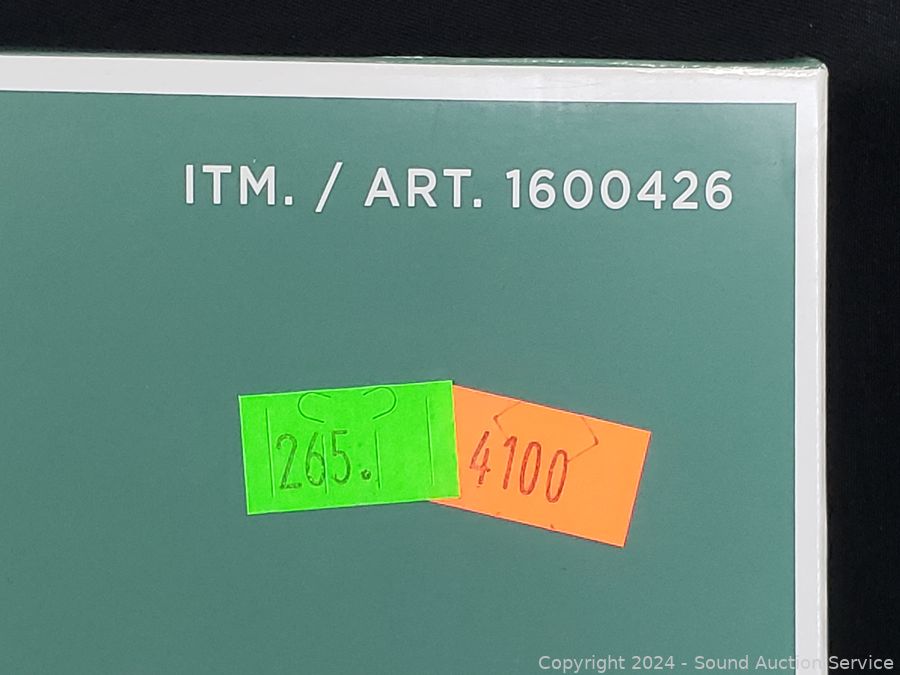 ITM. / ART. 1600426
265.
4100
Copyright 2024 - Sound Auction Service